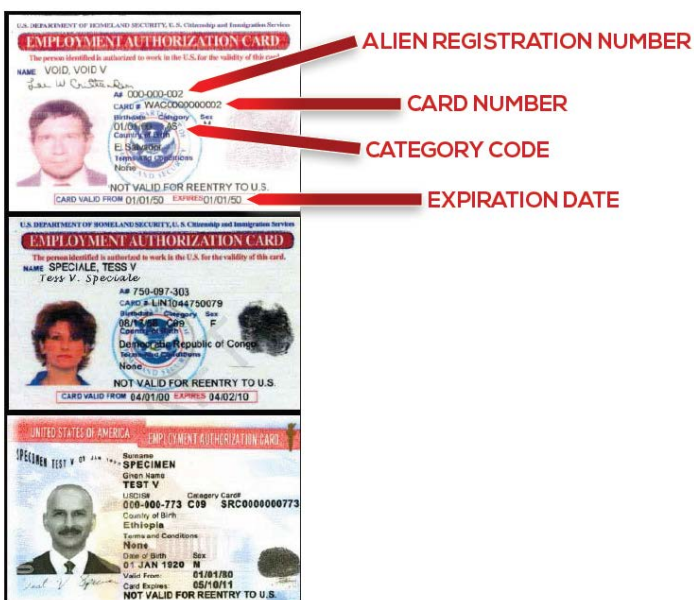 U.S. DEPARTMENT OF HOMELAND SECURITY, U. S. Citizenship and Immigration Services
EMPLOYMENT AUTHORIZATION CARD
The person identified is authorized to work in the U.S. for the validity of this card.
NAME VOID, VOID V
A# 000-000-002
CARD # WAC0000000002
Birthdate Category Sex
Country of Birth
El Salvador
Terms and Conditions
None
NOT VALID FOR REENTRY TO U.S.
CARD VALID FROM 01/01/50 EXPIRES 01/01/50
ALIEN REGISTRATION NUMBER
CARD NUMBER
CATEGORY CODE
EXPIRATION DATE
U.S. DEPARTMENT OF HOMELAND SECURITY, U. S. Citizenship and Immigration Services
EMPLOYMENT AUTHORIZATION CARD
The person identified is authorized to work in the U.S. for the validity of this card.
NAME SPECIALE, TESS V
Tess V. Speciale
A# 750-097-303
CARD # LIN1044750079
Birthdate Category Sex
C09 F
Country of Birth
Democratic Republic of Congo
Terms and Conditions
None
NOT VALID FOR REENTRY TO U.S.
CARD VALID FROM 04/01/00 EXPIRES 04/02/10
UNITED STATES OF AMERICA EMPLOYMENT AUTHORIZATION CARD
SPECIMEN TEST V
Surname
SPECIMEN
Given Name
TEST V
USCIS# Category Card#
000-000-773 C09 SRC0000000773
Country of Birth
Ethiopia
Terms and Conditions
None
Date of Birth Sex
01 JAN 1920 M
Valid From: 01/01/80
Card Expires: 05/10/11
NOT VALID FOR REENTRY TO U.S.